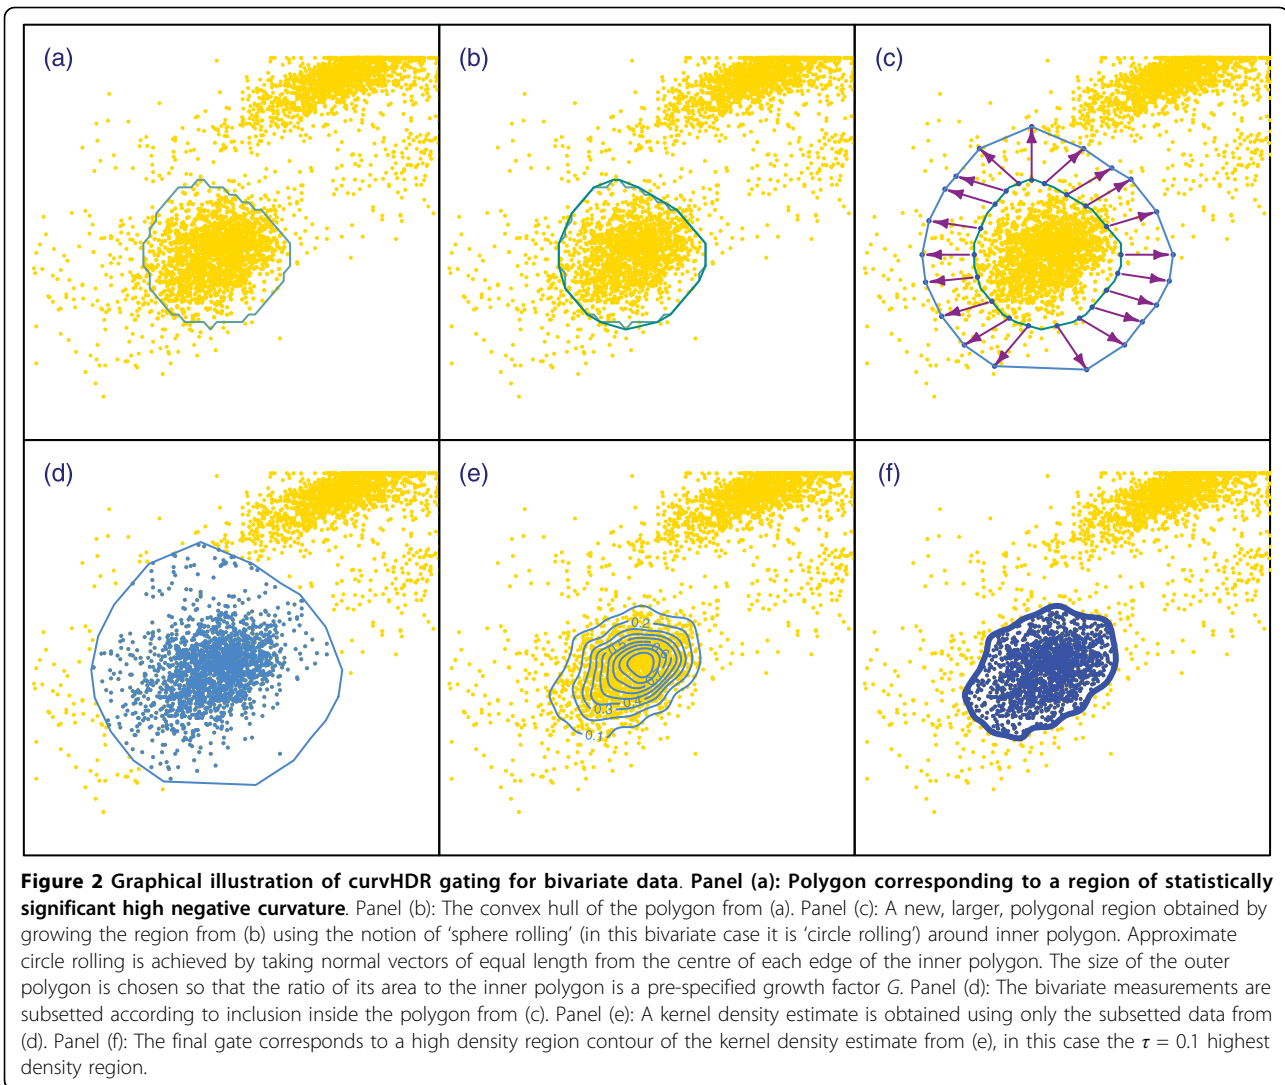 (a)
(b)
(c)
(d)
(e)
(f)
0.2
0.3
0.4
0.1
Figure 2 Graphical illustration of curvHDR gating for bivariate data. Panel (a): Polygon corresponding to a region of statistically
significant high negative curvature. Panel (b): The convex hull of the polygon from (a). Panel (c): A new, larger, polygonal region obtained by
growing the region from (b) using the notion of ‘sphere rolling’ (in this bivariate case it is ‘circle rolling’) around inner polygon. Approximate
circle rolling is achieved by taking normal vectors of equal length from the centre of each edge of the inner polygon. The size of the outer
polygon is chosen so that the ratio of its area to the inner polygon is a pre-specified growth factor G. Panel (d): The bivariate measurements are
subsetted according to inclusion inside the polygon from (c). Panel (e): A kernel density estimate is obtained using only the subsetted data from
(d). Panel (f): The final gate corresponds to a high density region contour of the kernel density estimate from (e), in this case the τ = 0.1 highest
density region.